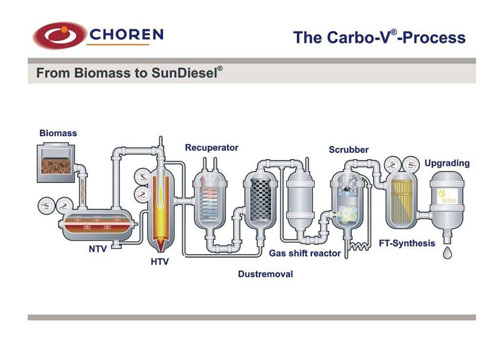 CHOREN
The Carbo-V®-Process
From Biomass to SunDiesel®
Biomass
Recuperator
Scrubber
Upgrading
NTV
HTV
Gas shift reactor
FT-Synthesis
Dustremoval